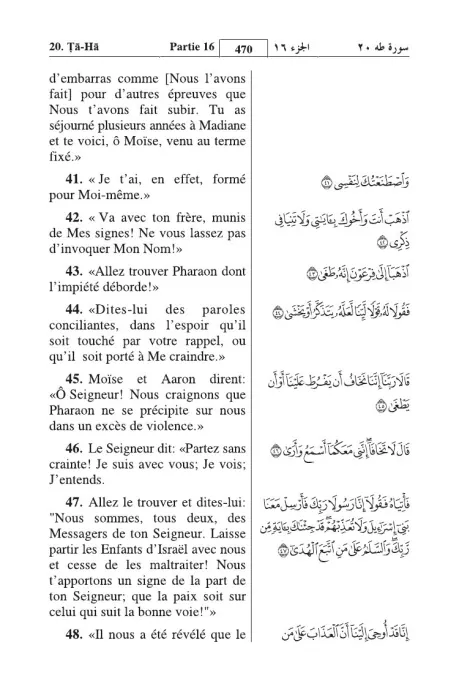 20. Ṭā-Hā Partie 16 470 الجزء ١٦ سورة طه ٢٠
d'embarras comme [Nous l'avons
fait] pour d'autres épreuves que
Nous t'avons fait subir. Tu as
séjourné plusieurs années à Madiane
et te voici, ô Moïse, venu au terme
fixé.»
41. « Je t'ai, en effet, formé
pour Moi-même.»
42. « Va avec ton frère, munis
de Mes signes! Ne vous lassez pas
d'invoquer Mon Nom!»
43. «Allez trouver Pharaon dont
l'impiété déborde!»
44. «Dites-lui des paroles
conciliantes, dans l'espoir qu'il
soit touché par votre rappel, ou
qu'il soit porté à Me craindre.»
45. Moïse et Aaron dirent:
«Ô Seigneur! Nous craignons que
Pharaon ne se précipite sur nous
dans un excès de violence.»
46. Le Seigneur dit: «Partez sans
crainte! Je suis avec vous; Je vois;
J'entends.
47. Allez le trouver et dites-lui:
"Nous sommes, tous deux, des
Messagers de ton Seigneur. Laisse
partir les Enfants d'Israël avec nous
et cesse de les maltraiter! Nous
t'apportons un signe de la part de
ton Seigneur; que la paix soit sur
celui qui suit la bonne voie!"»
48. «Il nous a été révélé que le
وَٱصْطَنَعْتُكَ لِنَفْسِى ٤١
ٱذْهَبْ أَنتَ وَأَخُوكَ بِـَٔايَـٰتِى وَلَا تَنِيَا فِى
ذِكْرِى ٤٢
ٱذْهَبَآ إِلَىٰ فِرْعَوْنَ إِنَّهُۥ طَغَىٰ ٤٣
فَقُولَا لَهُۥ قَوْلًا لَّيِّنًا لَّعَلَّهُۥ يَتَذَكَّرُ أَوْ يَخْشَىٰ ٤٤
قَالَا رَبَّنَآ إِنَّنَا نَخَافُ أَن يَفْرُطَ عَلَيْنَآ أَوْ أَن
يَطْغَىٰ ٤٥
قَالَ لَا تَخَافَآ إِنَّنِى مَعَكُمَآ أَسْمَعُ وَأَرَىٰ ٤٦
فَأْتِيَاهُ فَقُولَآ إِنَّا رَسُولَا رَبِّكَ فَأَرْسِلْ مَعَنَا
بَنِىٓ إِسْرَٰٓءِيلَ وَلَا تُعَذِّبْهُمْ قَدْ جِئْنَـٰكَ بِـَٔايَةٍ مِّن
رَّبِّكَ وَٱلسَّلَـٰمُ عَلَىٰ مَنِ ٱتَّبَعَ ٱلْهُدَىٰٓ ٤٧
إِنَّا قَدْ أُوحِىَ إِلَيْنَآ أَنَّ ٱلْعَذَابَ عَلَىٰ مَن